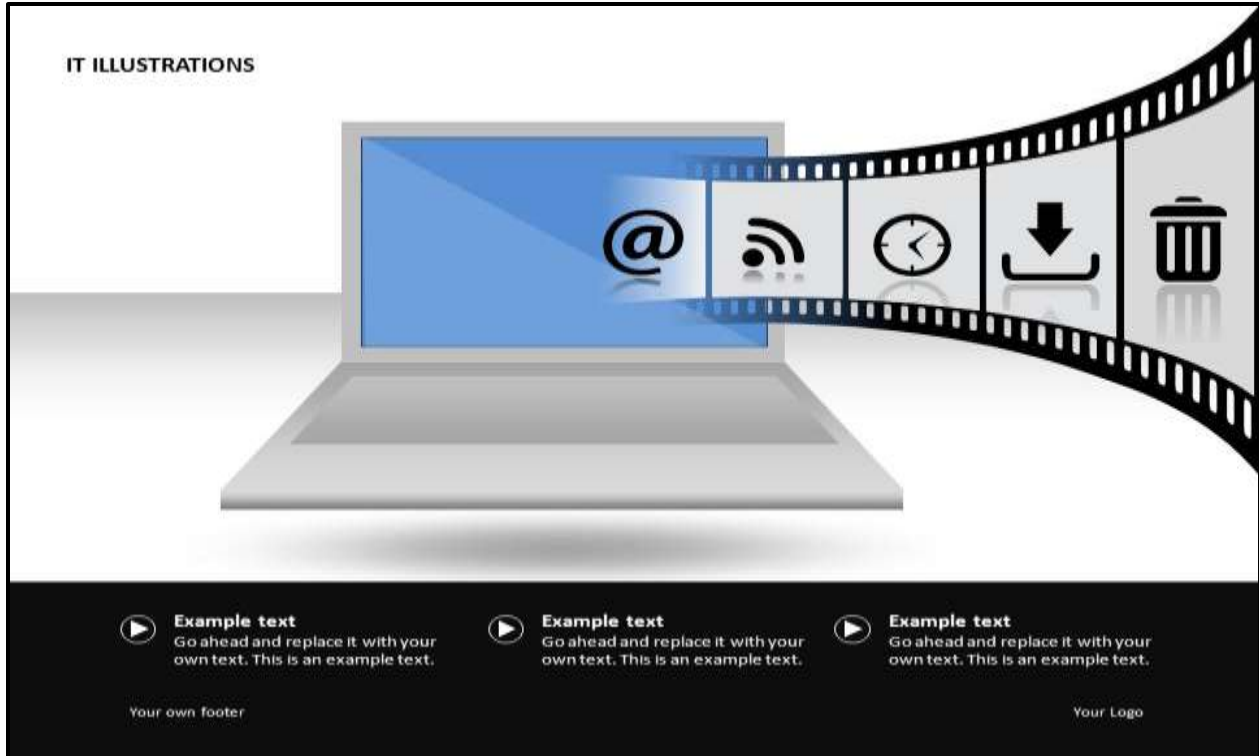 IT ILLUSTRATIONS
@
Example text
Go ahead and replace it with your
own text. This is an example text.
Example text
Go ahead and replace it with your
own text. This is an example text.
Example text
Go ahead and replace it with your
own text. This is an example text.
Your own footer
Your Logo